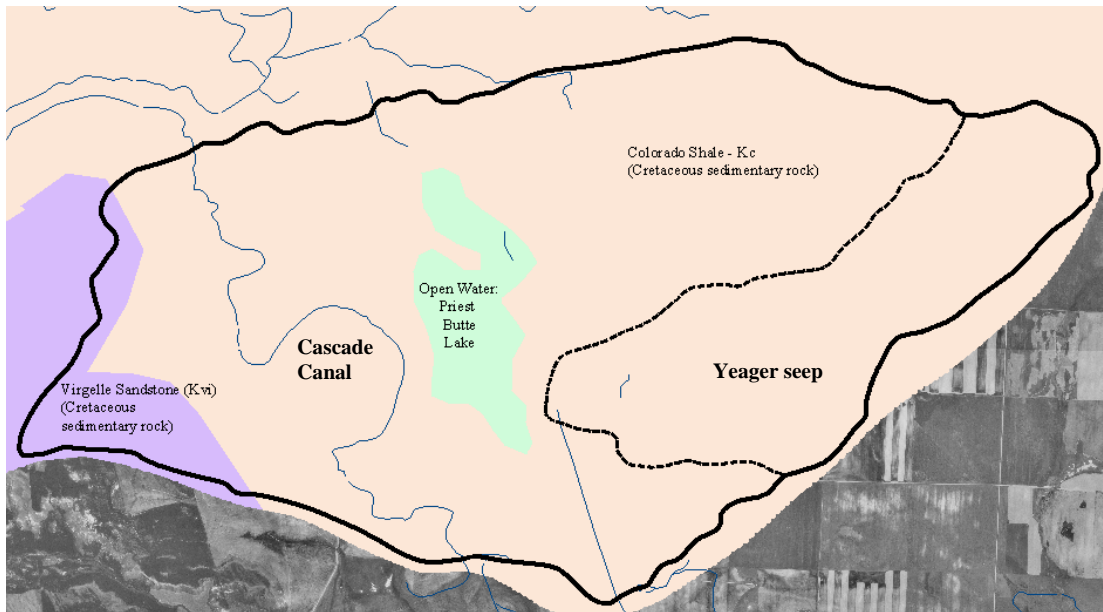 Colorado Shale - Kc
(Cretaceous sedimentary rock)
Open Water:
Priest
Butte
Lake
Cascade
Canal
Yeager seep
Virgelle Sandstone (Kvi)
(Cretaceous
sedimentary rock)